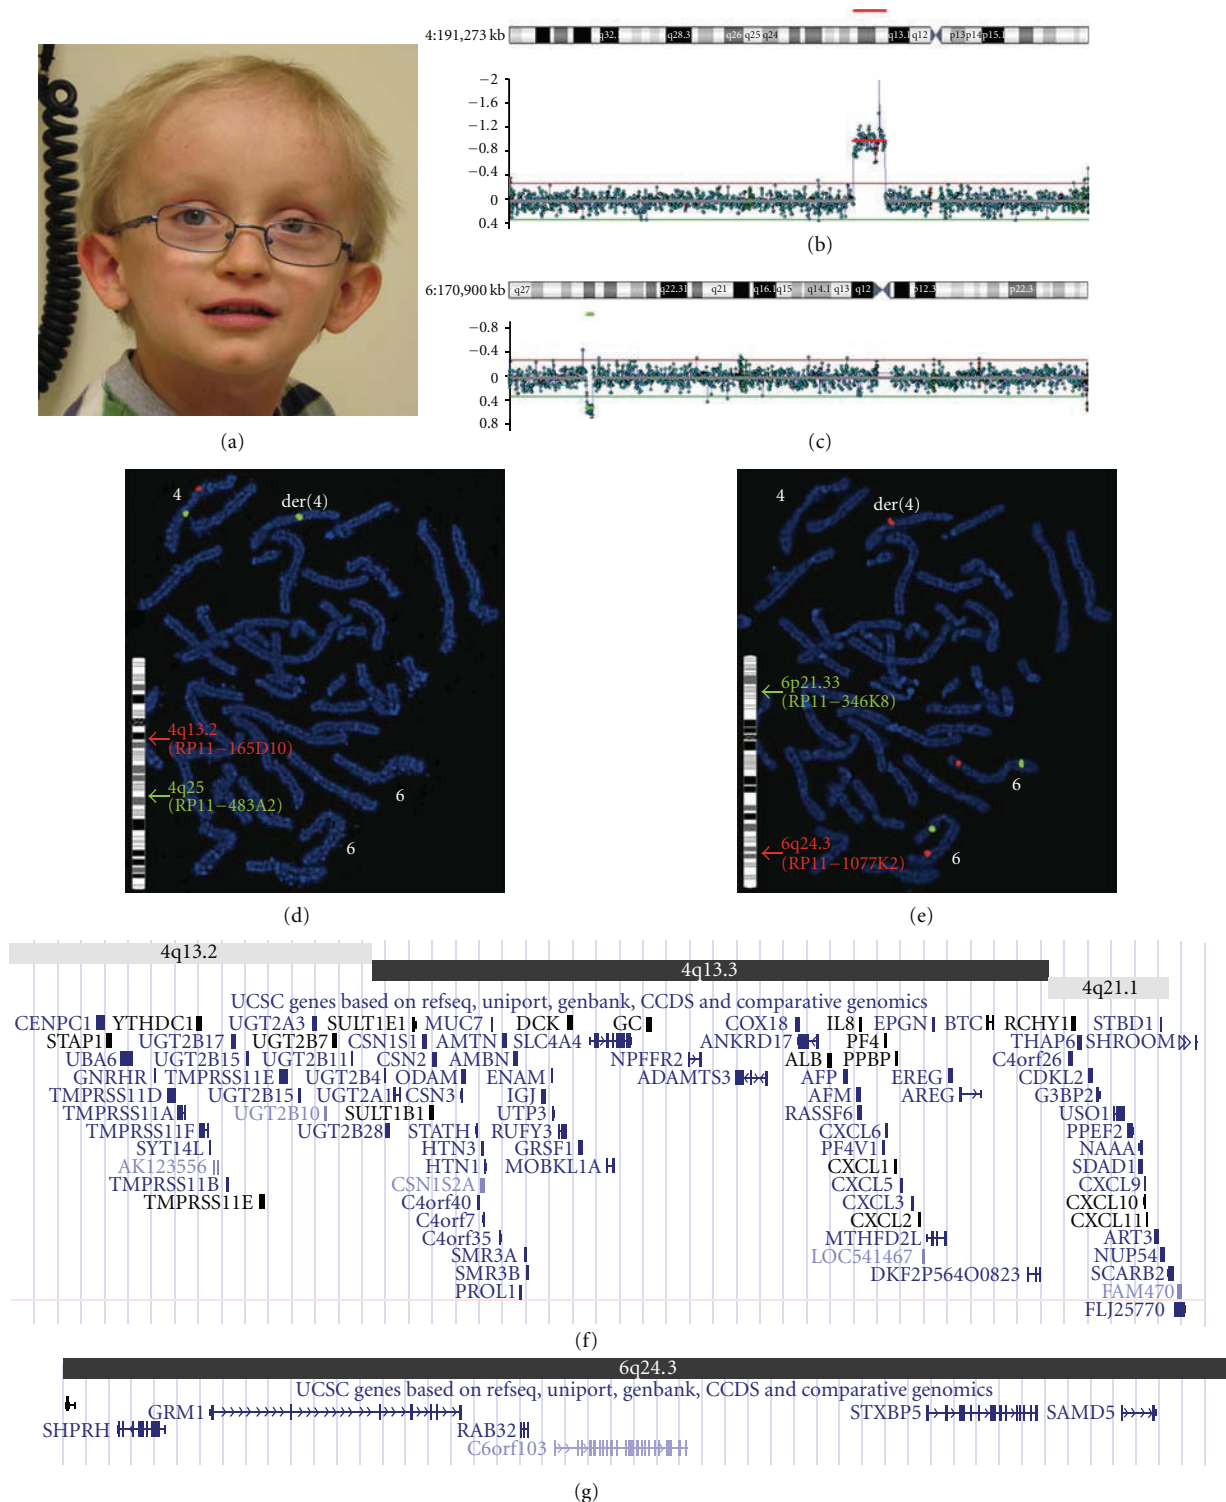 4:191,273 kb
q32.1 q28.3 q26 q25 q24 q13.1 q12 p13 p14 p15.1
−2
−1.6
−1.2
−0.8
−0.4
0
0.4
(a)
(b)
6:170,900 kb
q27 q22.31 q21 q16.1 q15 q14.1 q13 q12 p12.3 p22.3
−0.8
−0.4
0
0.4
0.8
(c)
4
der(4)
4q13.2
(RP11−165D10)
4q25
(RP11−483A2)
6
6
(d)
4
der(4)
6p21.33
(RP11−346K8)
6
6q24.3
(RP11−1077K2)
6
(e)
4q13.2
4q13.3
4q21.1
UCSC genes based on refseq, uniport, genbank, CCDS and comparative genomics
CENPC1 YTHDC1 UGT2A3 SULT1E1 MUC7 DCK GC COX18 IL8 EPGN BTC RCHY1 STBD1
STAP1 UGT2B17 UGT2B7 CSN1S1 AMTN SLC4A4 ANKRD17 PF4 THAP6 SHROOM
UBA6 UGT2B15 UGT2B11 CSN2 AMBN NPFFR2 ALB PPBP C4orf26
GNRHR TMPRSS11E UGT2B4 ODAM ENAM ADAMTS3 AFP EREG CDKL2
TMPRSS11D UGT2B15 UGT2A1 CSN3 IGJ AFM AREG G3BP2
TMPRSS11A UGT2B10 SULT1B1 UTP3 RASSF6 USO1
TMPRSS11F UGT2B28 STATH RUFY3 CXCL6 PPEF2
SYT14L HTN3 GRSF1 PF4V1 NAAA
AK123556 HTN1 MOBKL1A CXCL1 SDAD1
TMPRSS11B CSN1S2A CXCL5 CXCL9
TMPRSS11E C4orf40 CXCL3 CXCL10
C4orf7 CXCL2 CXCL11
C4orf35 MTHFD2L ART3
SMR3A LOC541467 NUP54
SMR3B DKF2P564O0823 SCARB2
PROL1 FAM470
FLJ25770
(f)
6q24.3
UCSC genes based on refseq, uniport, genbank, CCDS and comparative genomics
GRM1 STXBP5 SAMD5
SHPRH RAB32
C6orf103
(g)